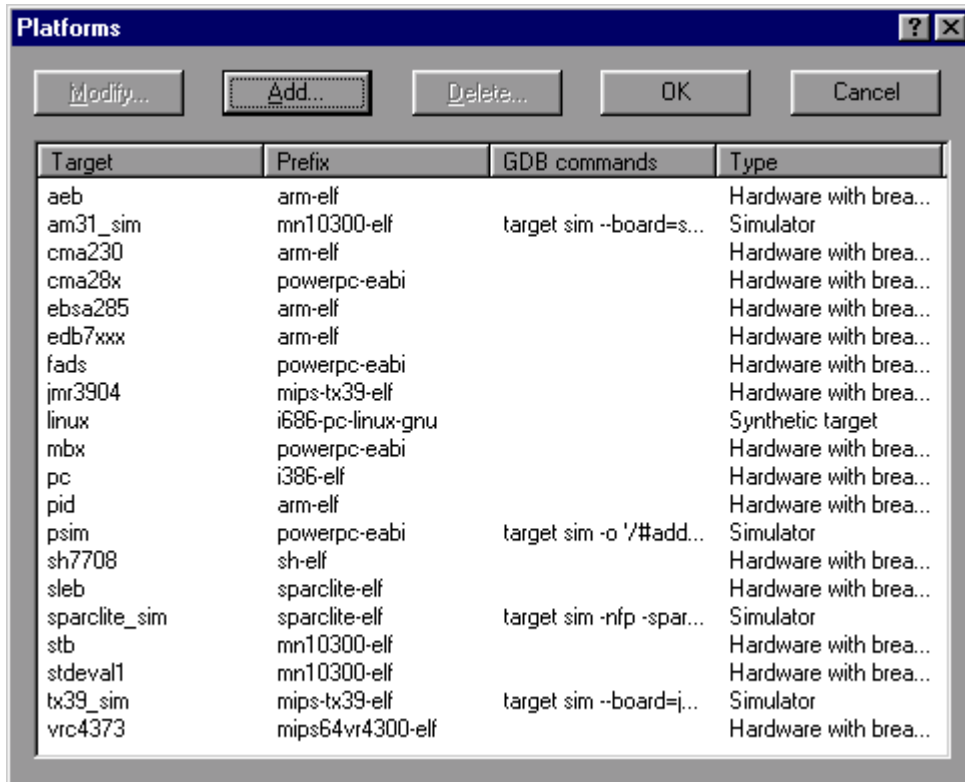 Platforms
Modify... Add... Delete... OK Cancel
Target Prefix GDB commands Type
aeb arm-elf Hardware with brea...
am31_sim mn10300-elf target sim --board=s... Simulator
cma230 arm-elf Hardware with brea...
cma28x powerpc-eabi Hardware with brea...
ebsa285 arm-elf Hardware with brea...
edb7xxx arm-elf Hardware with brea...
fads powerpc-eabi Hardware with brea...
jmr3904 mips-tx39-elf Hardware with brea...
linux i686-pc-linux-gnu Synthetic target
mbx powerpc-eabi Hardware with brea...
pc i386-elf Hardware with brea...
pid arm-elf Hardware with brea...
psim powerpc-eabi target sim -o '/#add... Simulator
sh7708 sh-elf Hardware with brea...
sleb sparclite-elf Hardware with brea...
sparclite_sim sparclite-elf target sim -nfp -spar... Simulator
stb mn10300-elf Hardware with brea...
stdeval1 mn10300-elf Hardware with brea...
tx39_sim mips-tx39-elf target sim --board=j... Simulator
vrc4373 mips64vr4300-elf Hardware with brea...